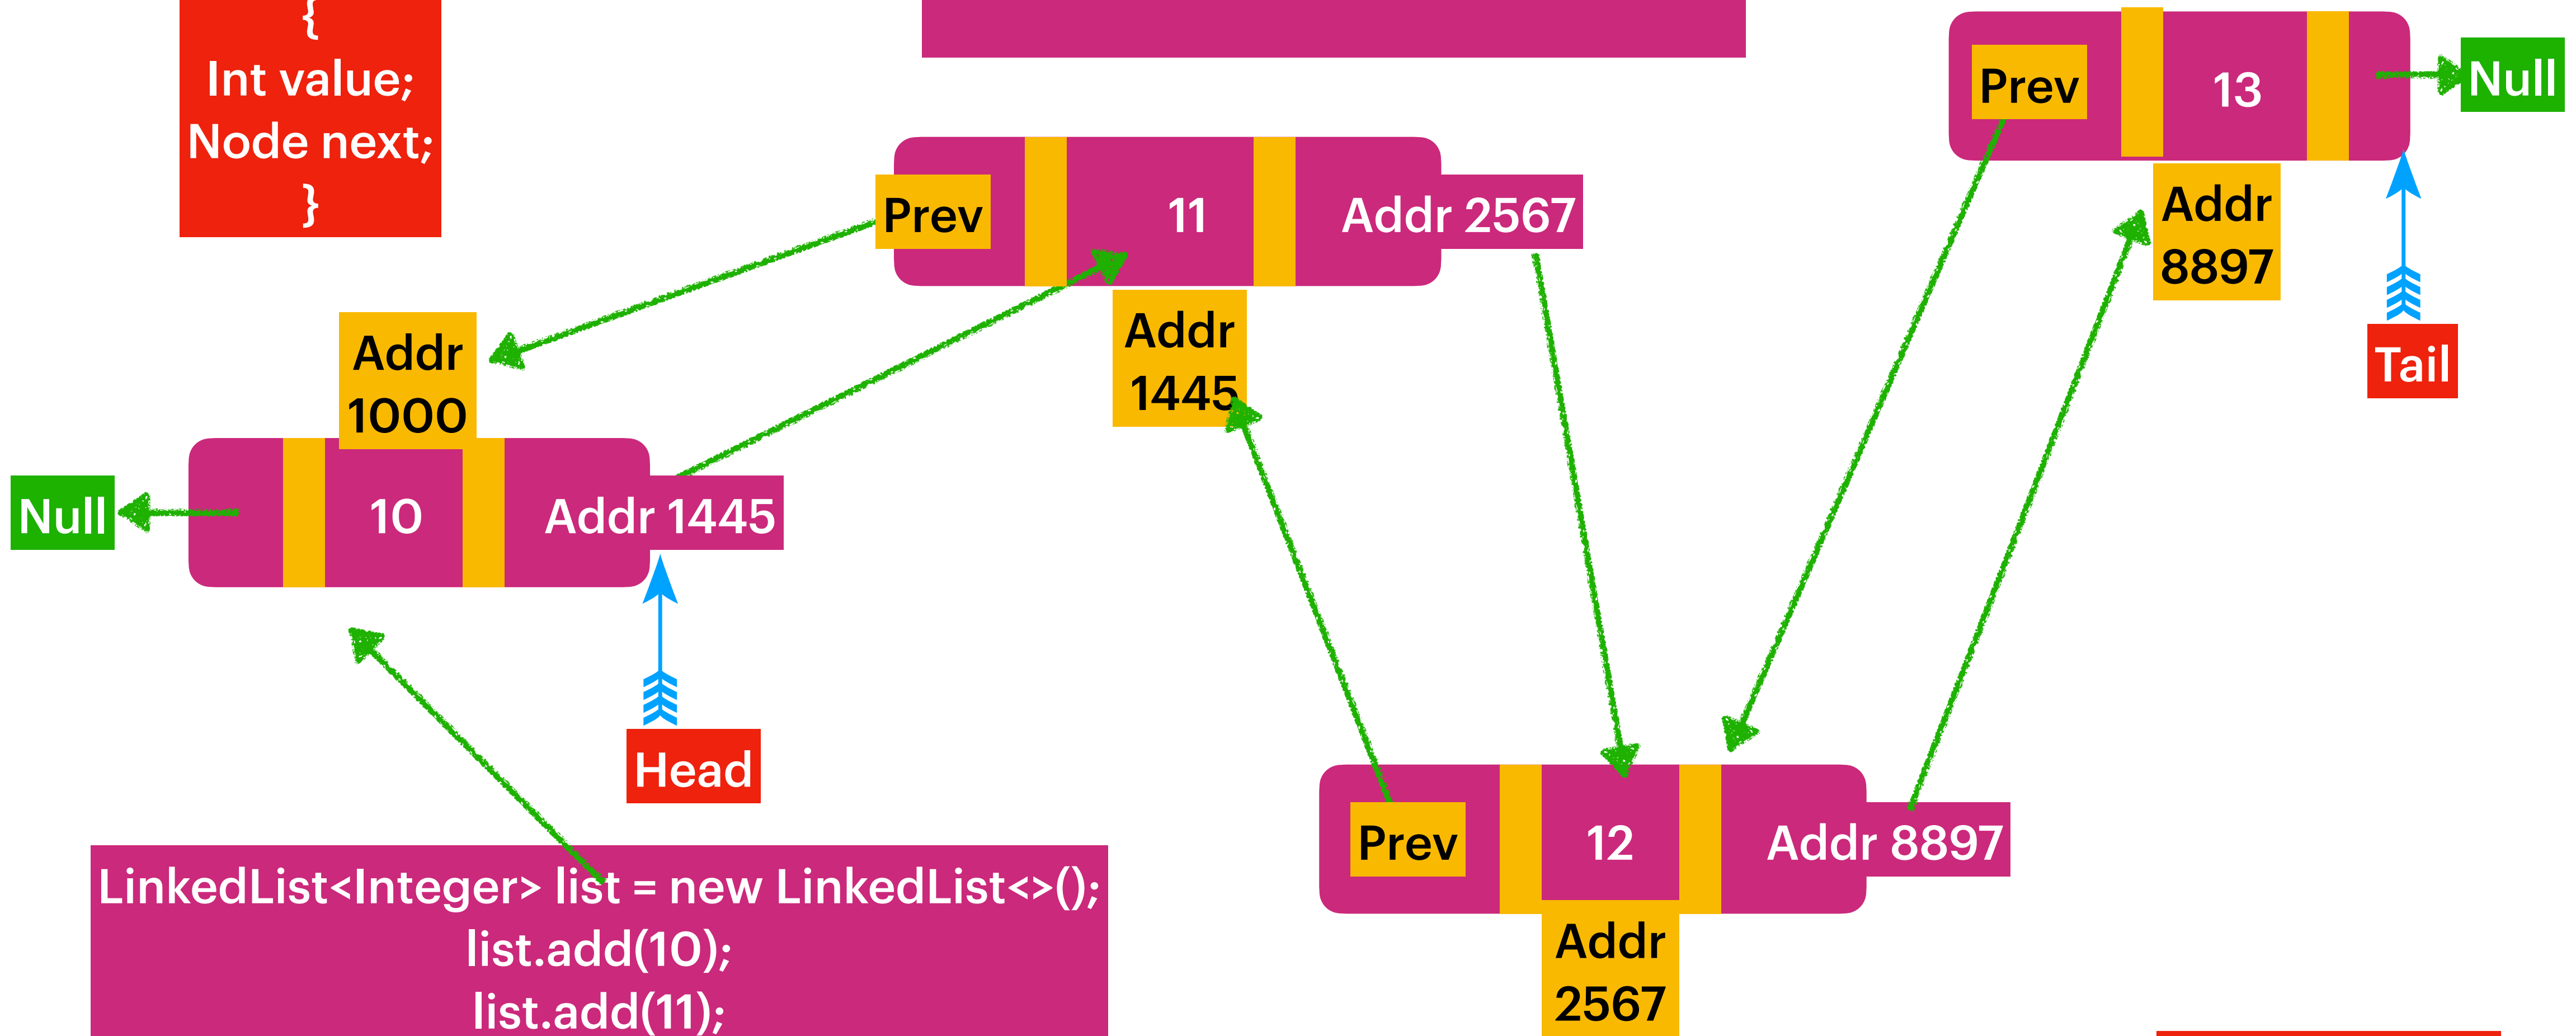 {
Int value;
Node next;
}
Prev
13
Null
Addr
8897
Tail
Prev
11
Addr 2567
Addr
1445
Addr
1000
Null
10
Addr 1445
Head
Prev
12
Addr 8897
Addr
2567
LinkedList<Integer> list = new LinkedList<>();
list.add(10);
list.add(11);